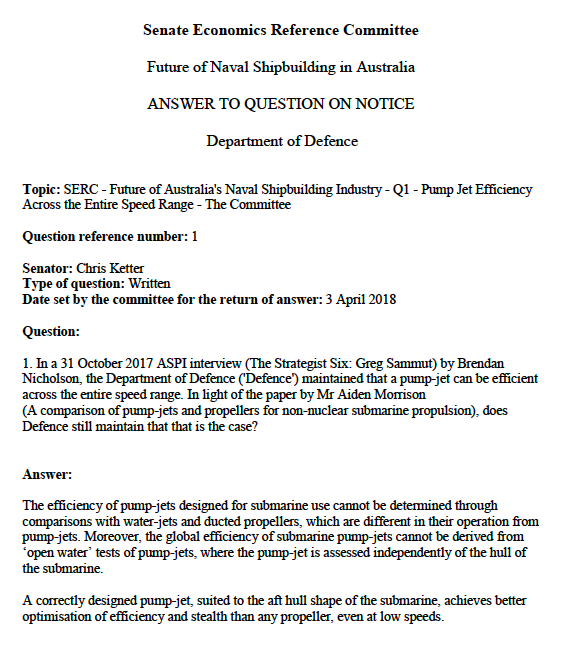 Senate Economics Reference Committee
Future of Naval Shipbuilding in Australia
ANSWER TO QUESTION ON NOTICE
Department of Defence
Topic: SERC - Future of Australia's Naval Shipbuilding Industry - Q1 - Pump Jet Efficiency
Across the Entire Speed Range - The Committee
Question reference number: 1
Senator: Chris Ketter
Type of question: Written
Date set by the committee for the return of answer: 3 April 2018
Question:
1. In a 31 October 2017 ASPI interview (The Strategist Six: Greg Sammut) by Brendan
Nicholson, the Department of Defence ('Defence') maintained that a pump-jet can be efficient
across the entire speed range. In light of the paper by Mr Aiden Morrison
(A comparison of pump-jets and propellers for non-nuclear submarine propulsion), does
Defence still maintain that that is the case?
Answer:
The efficiency of pump-jets designed for submarine use cannot be determined through
comparisons with water-jets and ducted propellers, which are different in their operation from
pump-jets. Moreover, the global efficiency of submarine pump-jets cannot be derived from
‘open water’ tests of pump-jets, where the pump-jet is assessed independently of the hull of
the submarine.
A correctly designed pump-jet, suited to the aft hull shape of the submarine, achieves better
optimisation of efficiency and stealth than any propeller, even at low speeds.